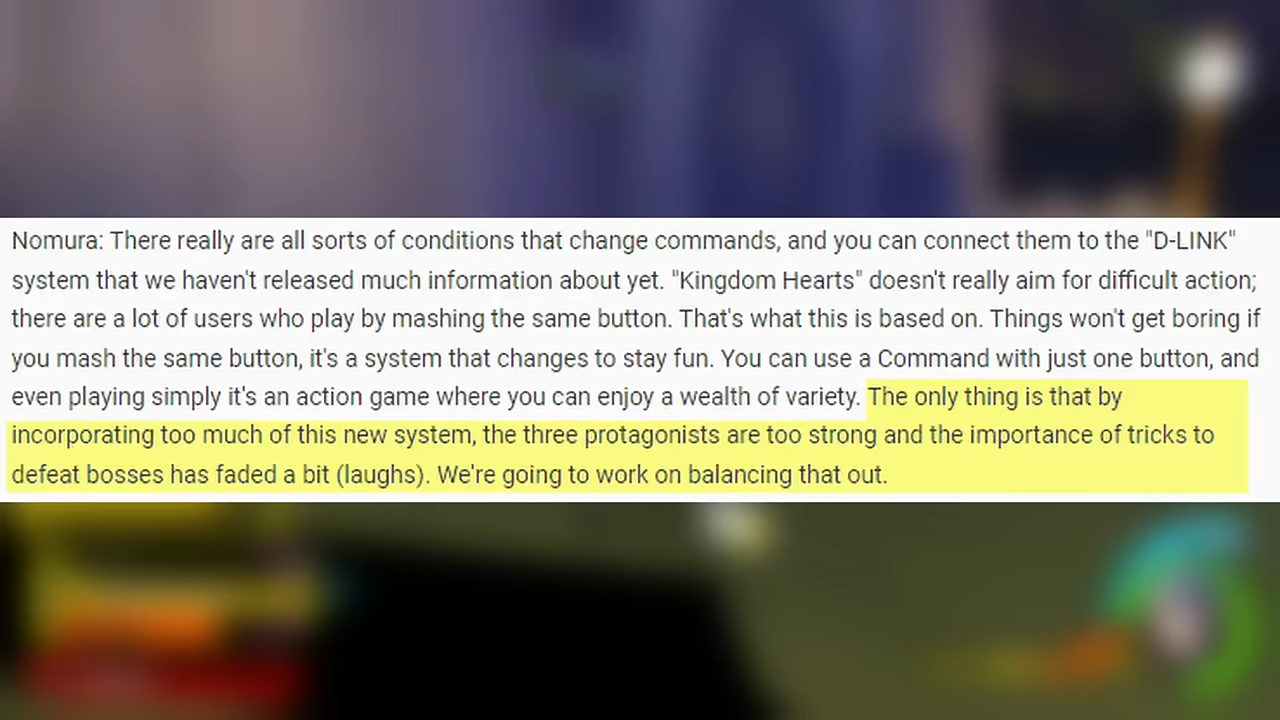 Nomura: There really are all sorts of conditions that change commands, and you can connect them to the "D-LINK"
system that we haven't released much information about yet. "Kingdom Hearts" doesn't really aim for difficult action;
there are a lot of users who play by mashing the same button. That's what this is based on. Things won't get boring if
you mash the same button, it's a system that changes to stay fun. You can use a Command with just one button, and
even playing simply it's an action game where you can enjoy a wealth of variety. The only thing is that by
incorporating too much of this new system, the three protagonists are too strong and the importance of tricks to
defeat bosses has faded a bit (laughs). We're going to work on balancing that out.